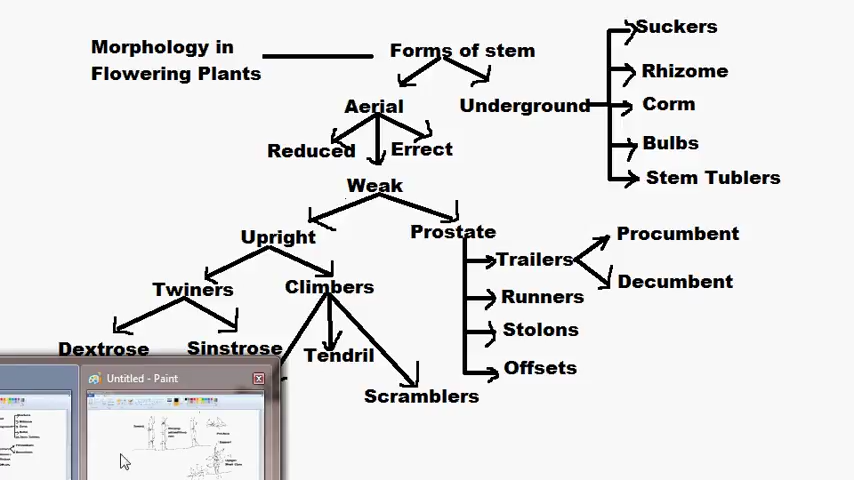 Morphology in
Flowering Plants
Forms of stem
Aerial
Underground
Suckers
Rhizome
Corm
Bulbs
Stem Tublers
Reduced
Errect
Weak
Upright
Prostate
Twiners
Climbers
Trailers
Procumbent
Decumbent
Runners
Stolons
Offsets
Dextrose
Sinstrose
Tendril
Scramblers
Untitled - Paint